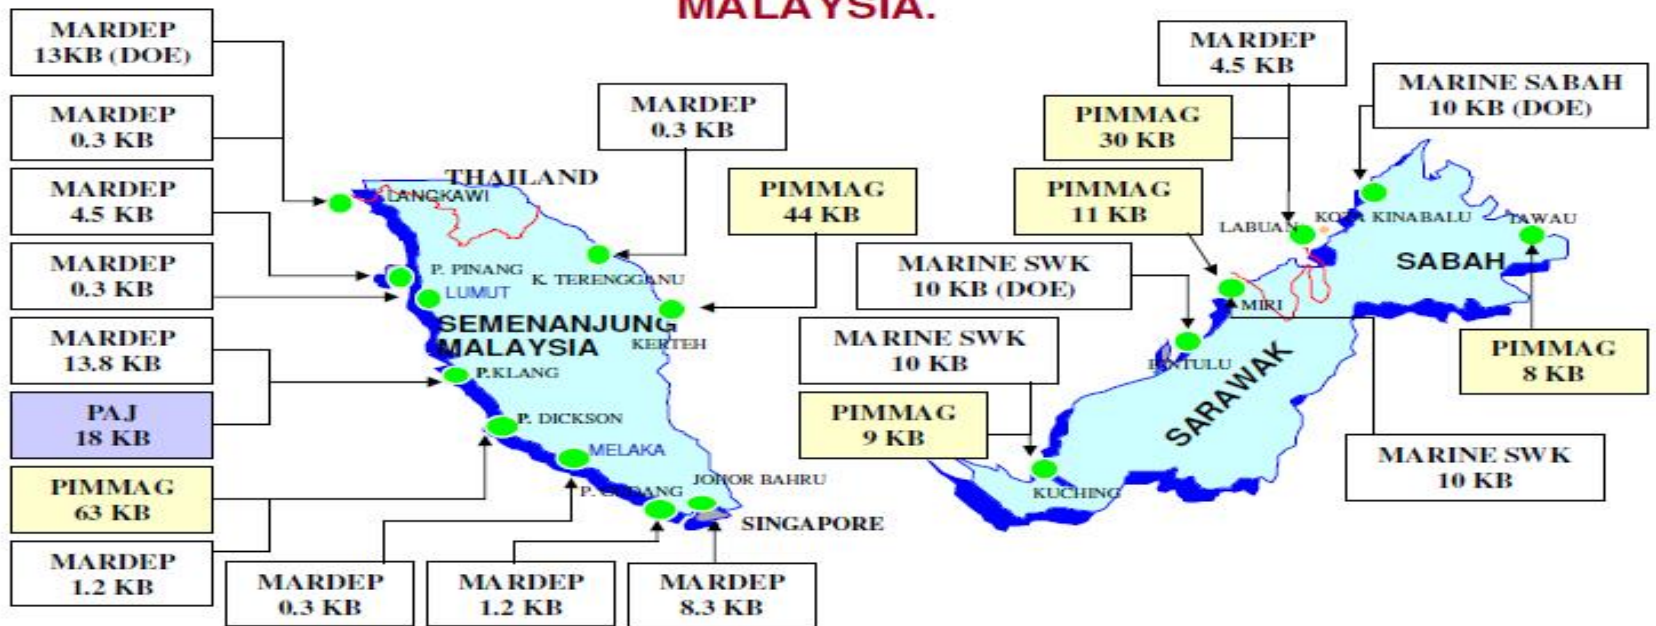 MALAYSIA.
MARDEP
13KB (DOE)
MARDEP
0.3 KB
MARDEP
4.5 KB
MARDEP
0.3 KB
MARDEP
13.8 KB
PAJ
18 KB
PIMMAG
63 KB
MARDEP
1.2 KB
MARDEP
0.3 KB
MARDEP
1.2 KB
MARDEP
8.3 KB
MARDEP
0.3 KB
PIMMAG
44 KB
THAILAND
LANGKAWI
P. PINANG
K. TERENGGANU
LUMUT
SEMENANJUNG
MALAYSIA
KERTEH
P.KLANG
P. DICKSON
MELAKA
JOHOR BAHRU
SINGAPORE
MARDEP
4.5 KB
MARINE SABAH
10 KB (DOE)
PIMMAG
30 KB
PIMMAG
11 KB
MARINE SWK
10 KB (DOE)
MARINE SWK
10 KB
PIMMAG
9 KB
LABUAN
KOTA KINABALU
TAWAU
SABAH
MIRI
BINTULU
SARAWAK
KUCHING
PIMMAG
8 KB
MARINE SWK
10 KB